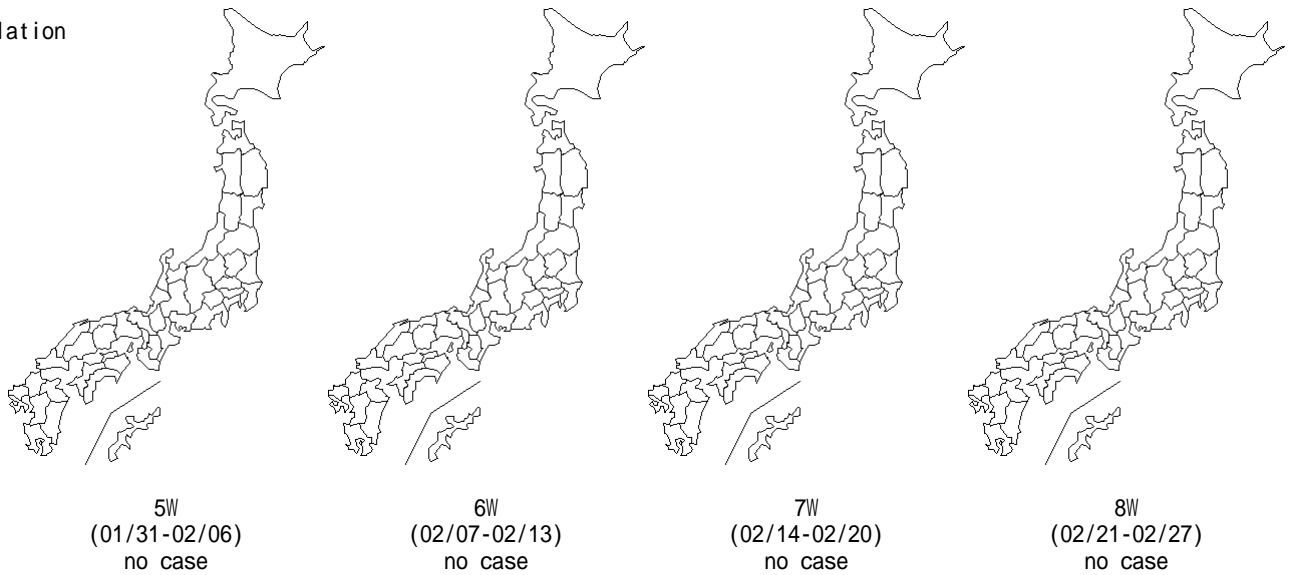 lation
5W
(01/31-02/06)
no case
6W
(02/07-02/13)
no case
7W
(02/14-02/20)
no case
8W
(02/21-02/27)
no case